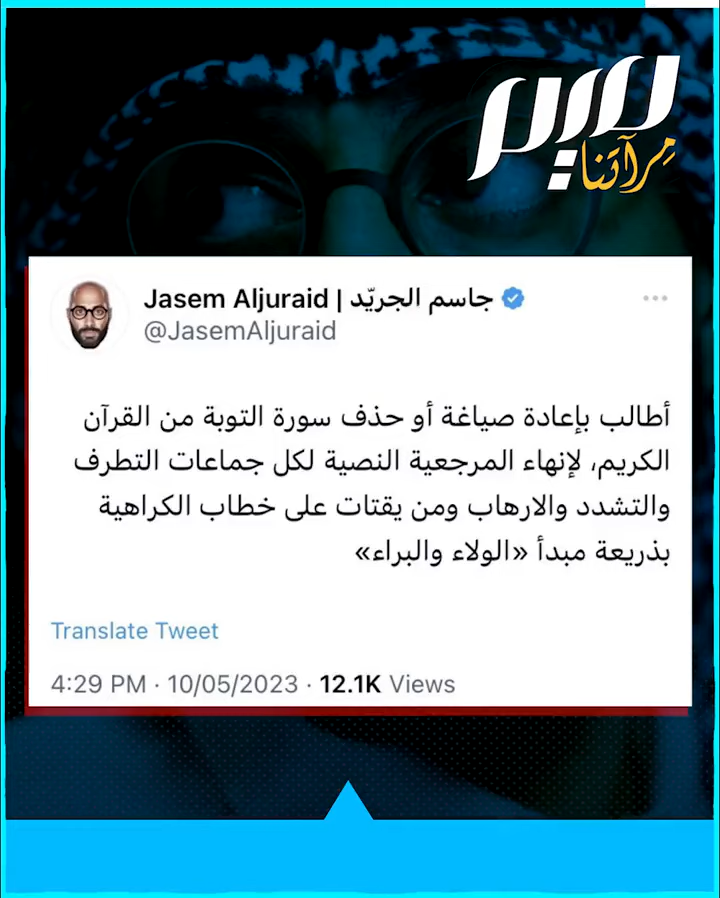 مرآتنا
Jasem Aljuraid | جاسم الجريّد
@JasemAljuraid
أطالب بإعادة صياغة أو حذف سورة التوبة من القرآن
الكريم، لإنهاء المرجعية النصية لكل جماعات التطرف
والتشدد والارهاب ومن يقتات على خطاب الكراهية
بذريعة مبدأ «الولاء والبراء»
Translate Tweet
4:29 PM · 10/05/2023 · 12.1K Views